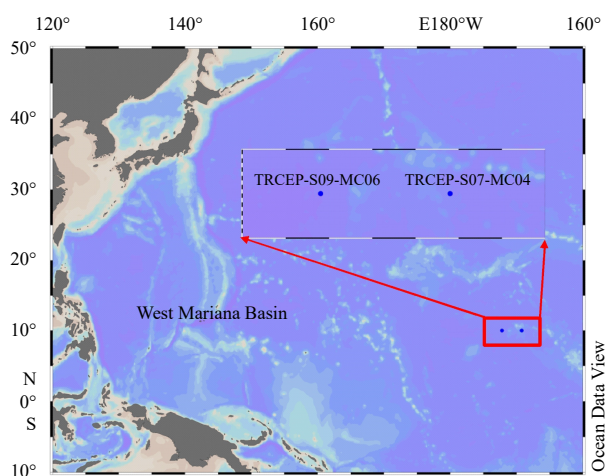 120° 140° 160° E180°W 160°
50°
40°
30°
TRCEP-S09-MC06 TRCEP-S07-MC04
20°
West Mariana Basin
10°
N
0°
S
10°
Ocean Data View